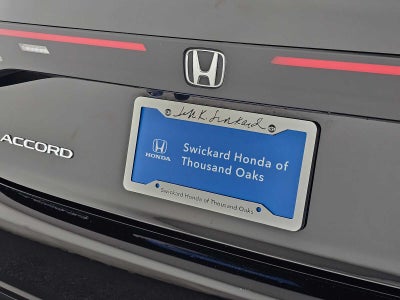 ACCORD
HONDA
Swickard Honda of
Thousand Oaks
Swickard Honda of Thousand Oaks